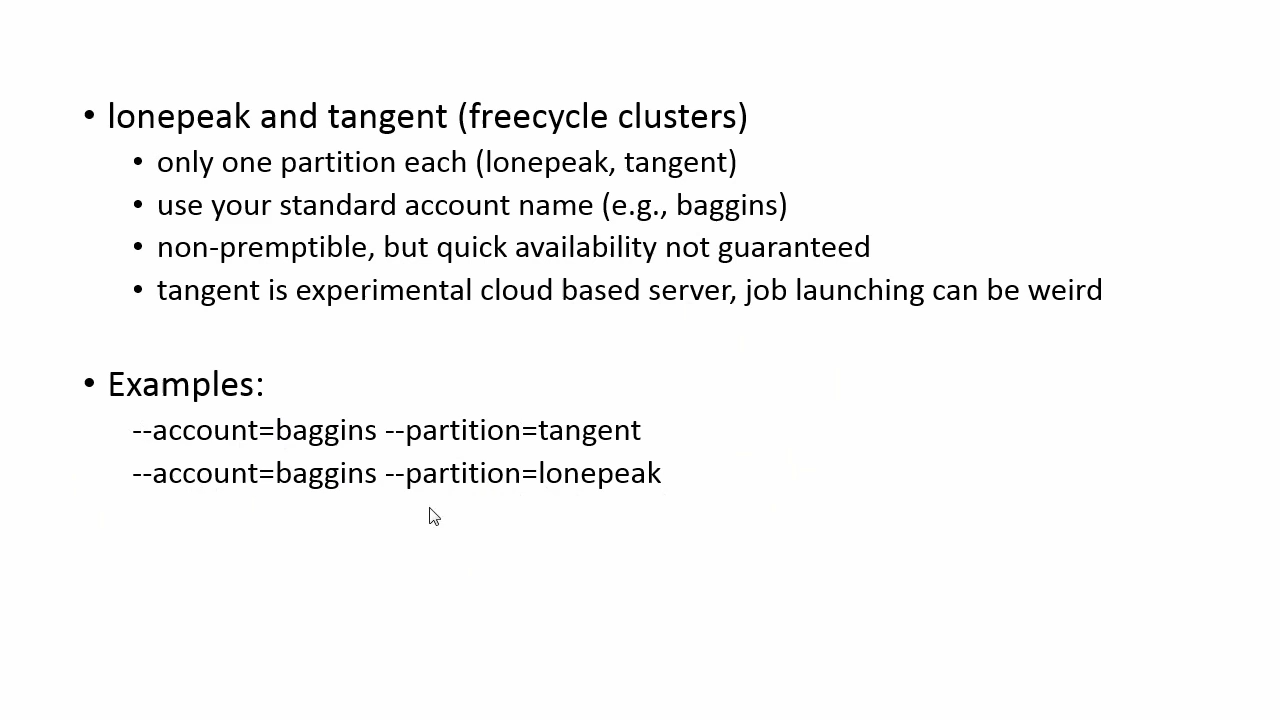 • lonepeak and tangent (freecycle clusters)
• only one partition each (lonepeak, tangent)
• use your standard account name (e.g., baggins)
• non-premptible, but quick availability not guaranteed
• tangent is experimental cloud based server, job launching can be weird
• Examples:
--account=baggins --partition=tangent
--account=baggins --partition=lonepeak